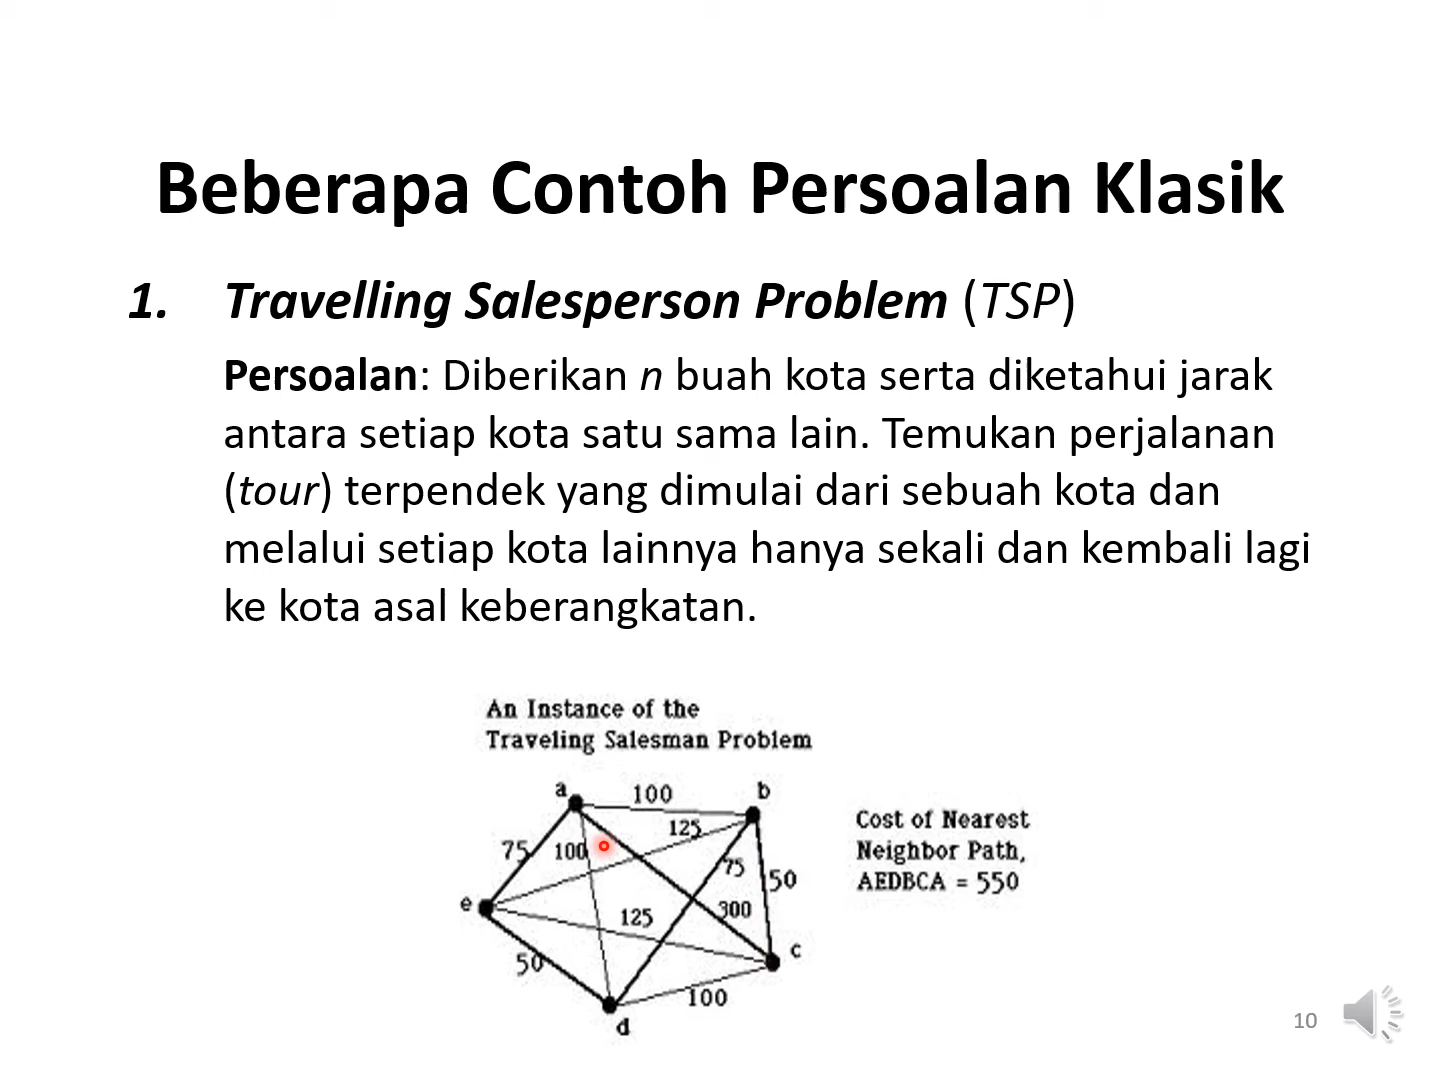 Beberapa Contoh Persoalan Klasik
1. Travelling Salesperson Problem (TSP)
Persoalan: Diberikan n buah kota serta diketahui jarak
antara setiap kota satu sama lain. Temukan perjalanan
(tour) terpendek yang dimulai dari sebuah kota dan
melalui setiap kota lainnya hanya sekali dan kembali lagi
ke kota asal keberangkatan.
An Instance of the
Traveling Salesman Problem
a
100
b
125
75
100
75
50
e
125
300
c
50
100
d
Cost of Nearest
Neighbor Path,
AEDBCA = 550
10